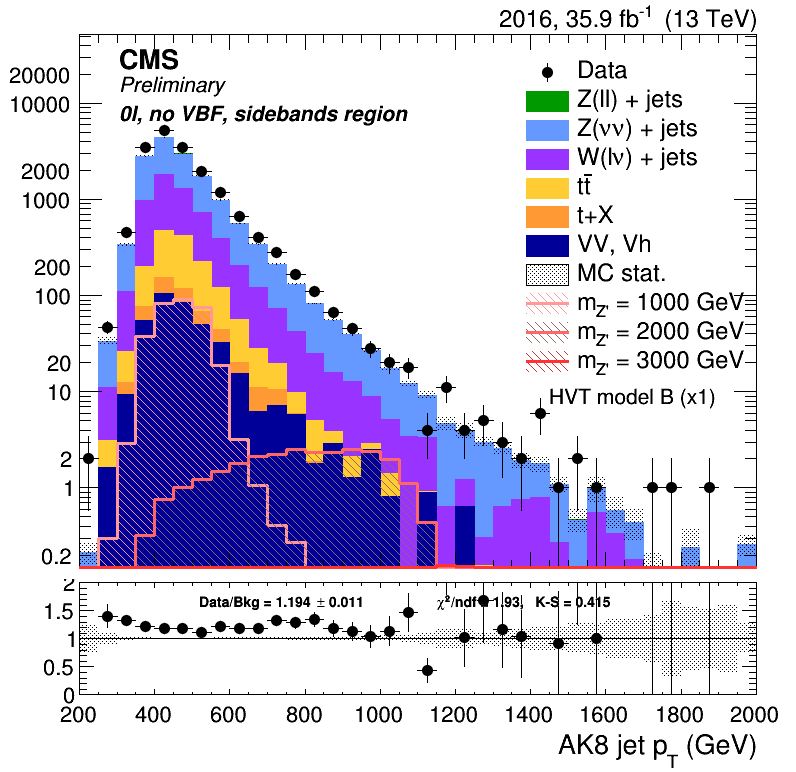 2016, 35.9 fb⁻¹ (13 TeV)
CMS
Preliminary
0l, no VBF, sidebands region
Data
Z(ll) + jets
Z(νν) + jets
W(lν) + jets
tt̄
t+X
VV, Vh
MC stat.
m_Z' = 1000 GeV
m_Z' = 2000 GeV
m_Z' = 3000 GeV
HVT model B (x1)
20000
10000
2000
1000
200
100
20
10
2
1
0.2
2
1.5
1
0.5
0
Data/Bkg = 1.194 ± 0.011 χ²/ndf = 1.93, K-S = 0.415
200 400 600 800 1000 1200 1400 1600 1800 2000
AK8 jet p_T (GeV)